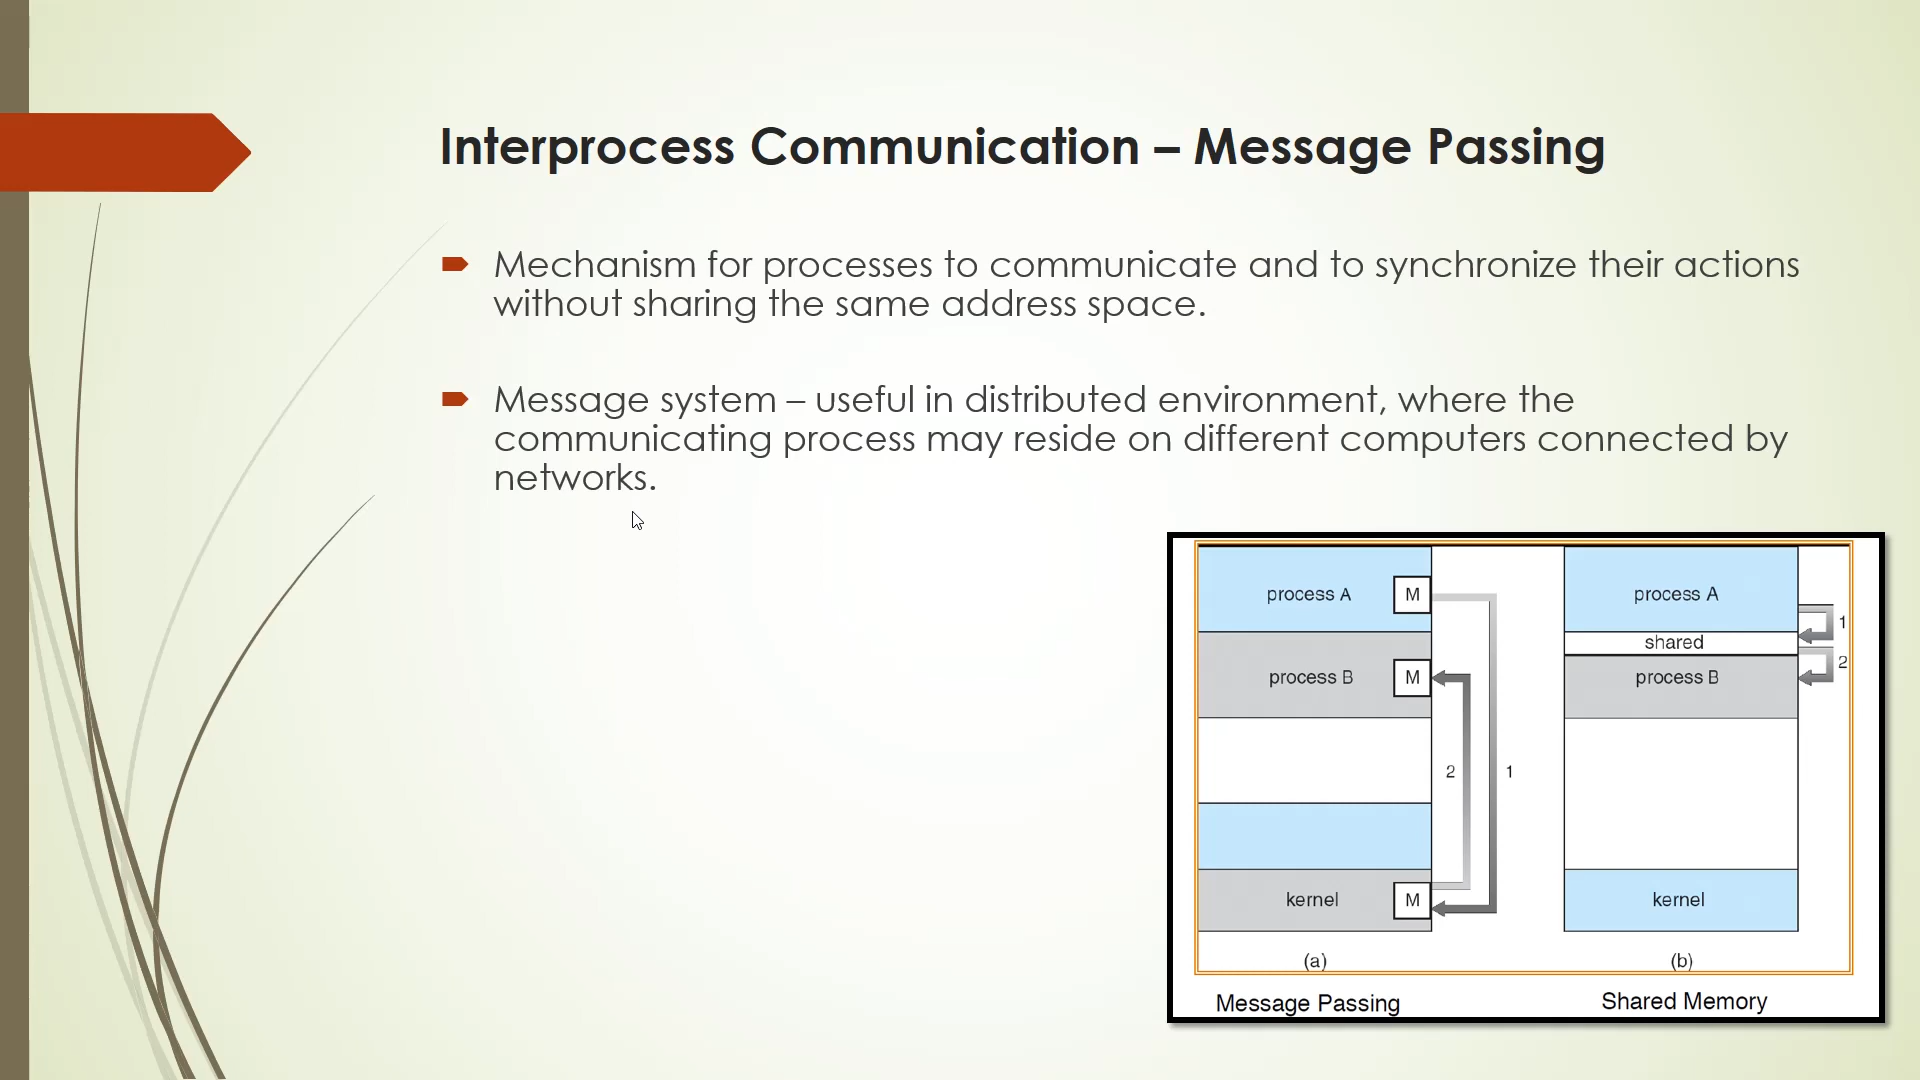 Interprocess Communication – Message Passing
Mechanism for processes to communicate and to synchronize their actions
without sharing the same address space.
Message system – useful in distributed environment, where the
communicating process may reside on different computers connected by
networks.
process A
M
process B
M
2
1
kernel
M
(a)
Message Passing
process A
1
shared
2
process B
kernel
(b)
Shared Memory